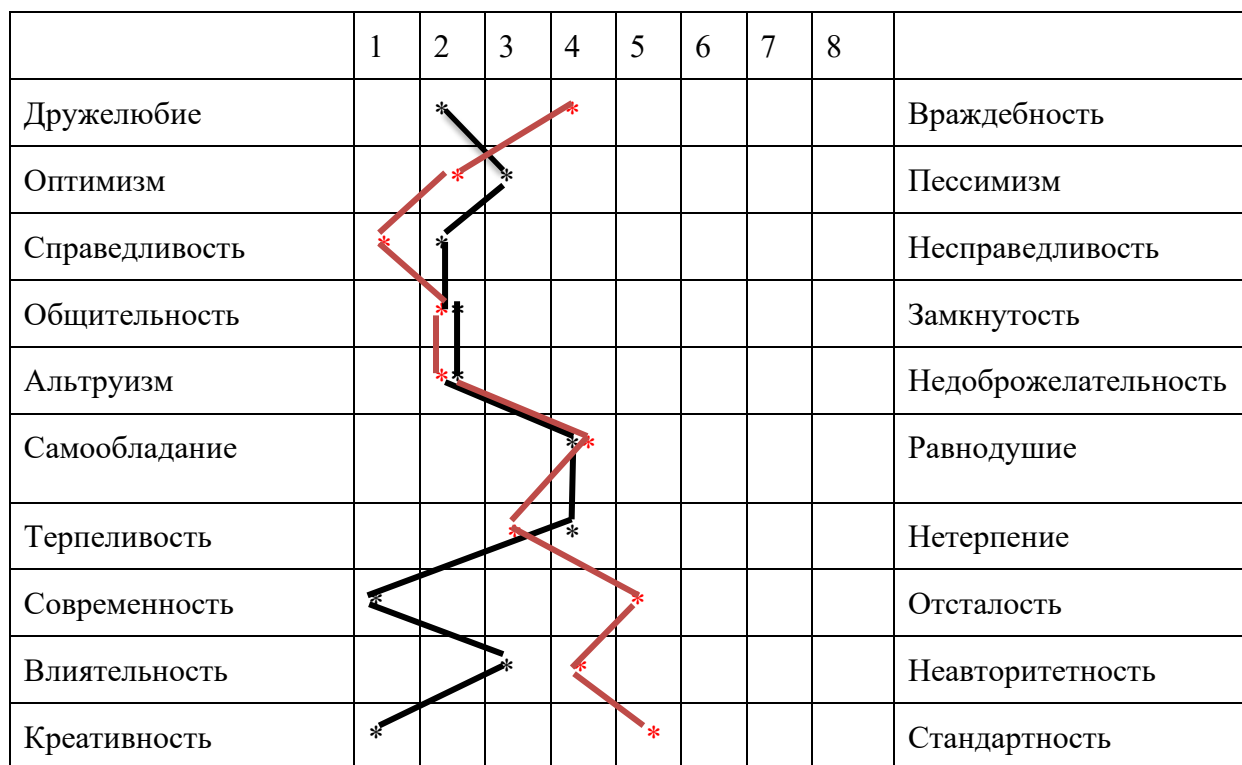 1 2 3 4 5 6 7 8
Дружелюбие * * Враждебность
Оптимизм * * Пессимизм
Справедливость * * Несправедливость
Общительность * * Замкнутость
Альтруизм * * Недоброжелательность
Самообладание * * Равнодушие
Терпеливость * * Нетерпение
Современность * * Отсталость
Влиятельность * * Неавторитетность
Креативность * * Стандартность